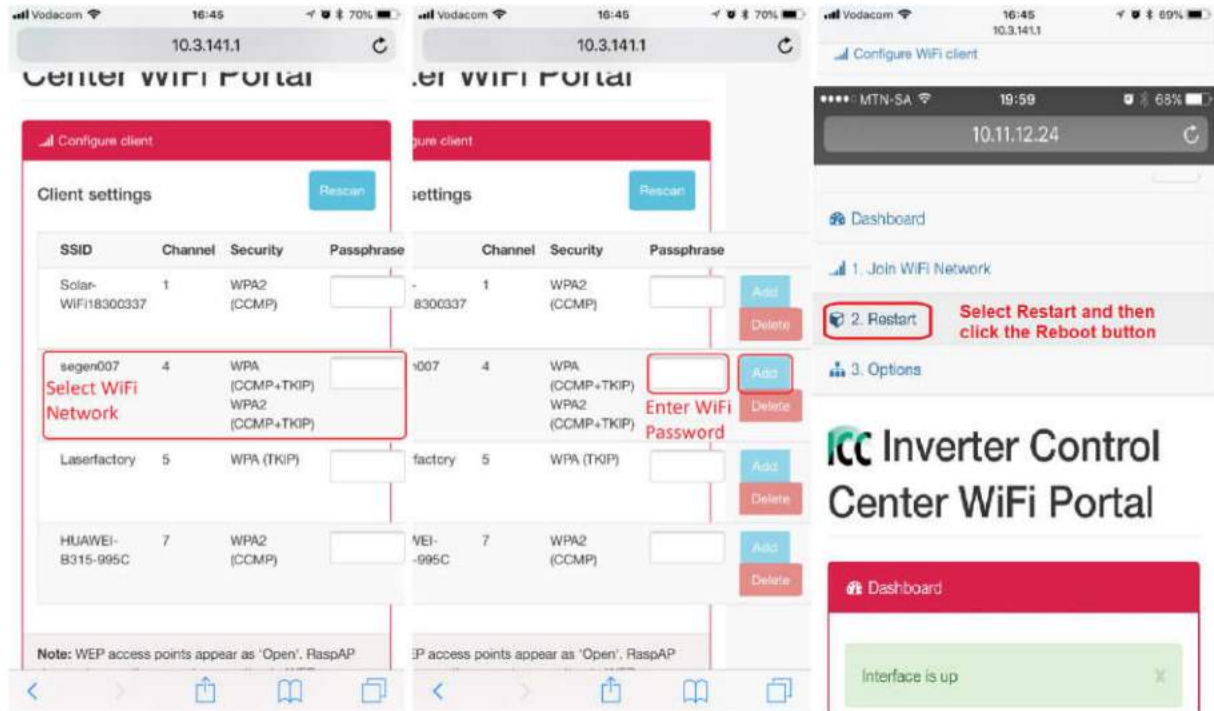 Vodacom 16:45 70%
10.3.141.1
Center WiFi Portal
Configure client
Client settings
Rescan
SSID Channel Security Passphrase
Solar-
WiFi18300337 1 WPA2
(CCMP)
segen007 4 WPA
(CCMP+TKIP)
WPA2
(CCMP+TKIP)
Select WiFi
Network
Laserfactory 5 WPA (TKIP)
HUAWEI-
B315-995C 7 WPA2
(CCMP)
Note: WEP access points appear as 'Open'. RaspAP
Vodacom 16:45 70%
10.3.141.1
er WiFi Portal
gure client
settings
Rescan
Channel Security Passphrase
-
8300337 1 WPA2
(CCMP)
Add
Delete
007 4 WPA
(CCMP+TKIP)
WPA2
(CCMP+TKIP)
Add
Delete
Enter WiFi
Password
factory 5 WPA (TKIP)
Add
Delete
WEI-
-995C 7 WPA2
(CCMP)
Add
Delete
EP access points appear as 'Open'. RaspAP
Vodacom 16:45 69%
10.3.141.1
Configure WiFi client
MTN-SA 19:59 68%
10.11.12.24
Dashboard
1. Join WiFi Network
2. Restart
Select Restart and then
click the Reboot button
3. Options
ICC Inverter Control
Center WiFi Portal
Dashboard
Interface is up X